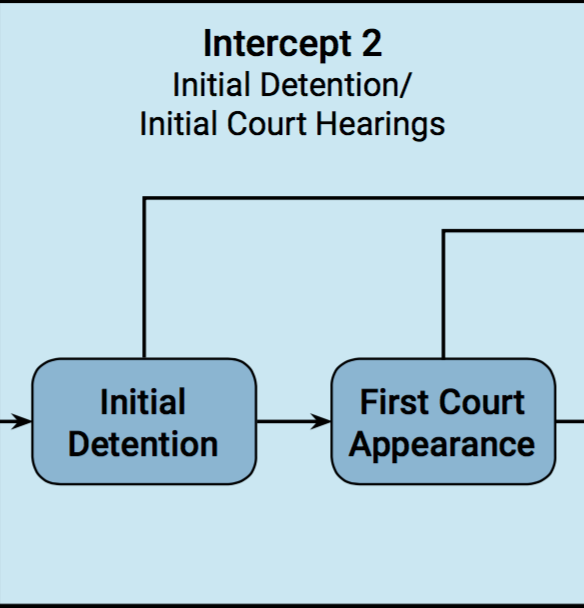 Intercept 2
Initial Detention/
Initial Court Hearings
Initial
Detention
First Court
Appearance